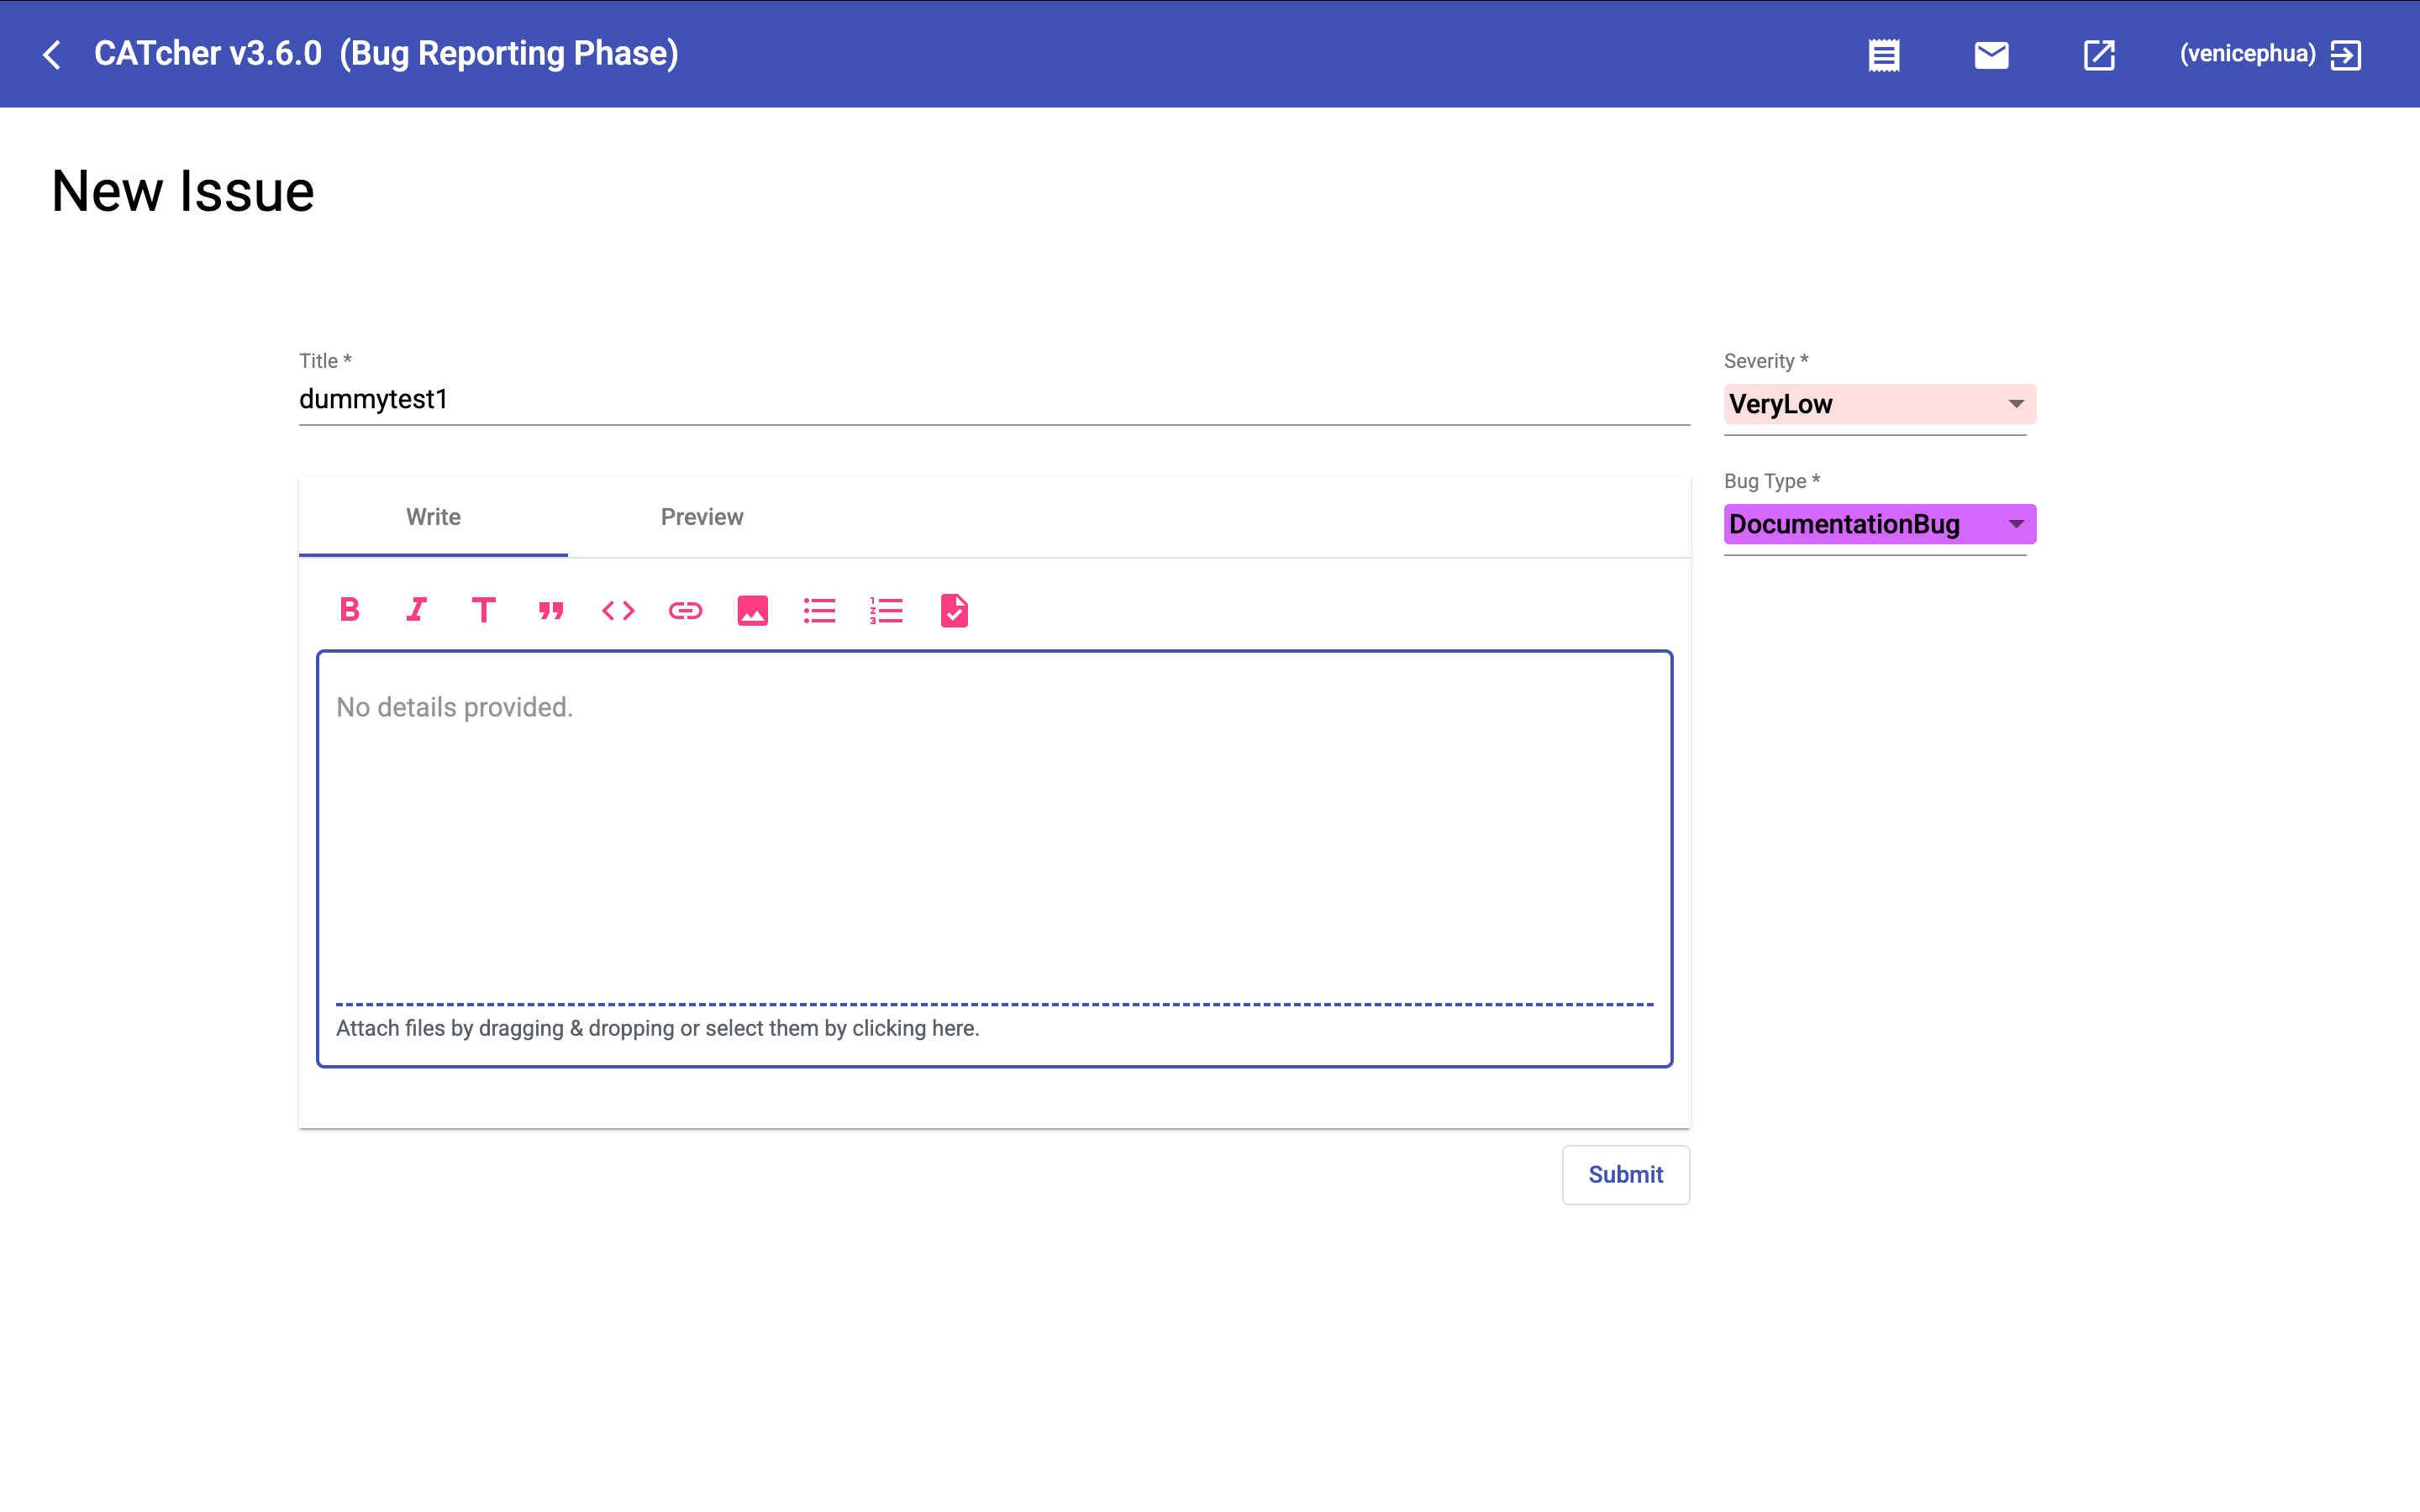 CATcher v3.6.0 (Bug Reporting Phase)
(venicephua)
New Issue
Title *
dummytest1
Severity *
VeryLow
Bug Type *
DocumentationBug
Write
Preview
No details provided.
Attach files by dragging & dropping or select them by clicking here.
Submit